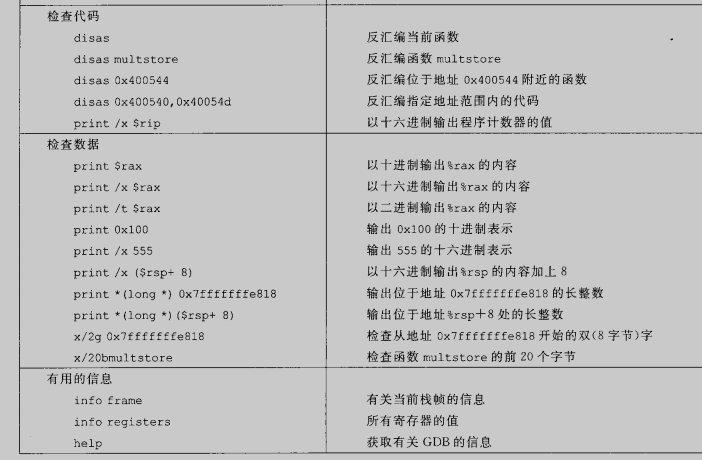 检查代码
disas 反汇编当前函数
disas multstore 反汇编函数 multstore
disas 0x400544 反汇编位于地址 0x400544 附近的函数
disas 0x400540,0x40054d 反汇编指定地址范围内的代码
print /x $rip 以十六进制输出程序计数器的值
检查数据
print $rax 以十进制输出%rax 的内容
print /x $rax 以十六进制输出%rax 的内容
print /t $rax 以二进制输出%rax 的内容
print 0x100 输出 0x100 的十进制表示
print /x 555 输出 555 的十六进制表示
print /x ($rsp+ 8) 以十六进制输出%rsp 的内容加上 8
print *(long *) 0x7fffffffe818 输出位于地址 0x7fffffffe818 的长整数
print *(long *)($rsp+ 8) 输出位于地址%rsp+8 处的长整数
x/2g 0x7fffffffe818 检查从地址 0x7fffffffe818 开始的双(8 字节)字
x/20bmultstore 检查函数 multstore 的前 20 个字节
有用的信息
info frame 有关当前栈帧的信息
info registers 所有寄存器的值
help 获取有关 GDB 的信息